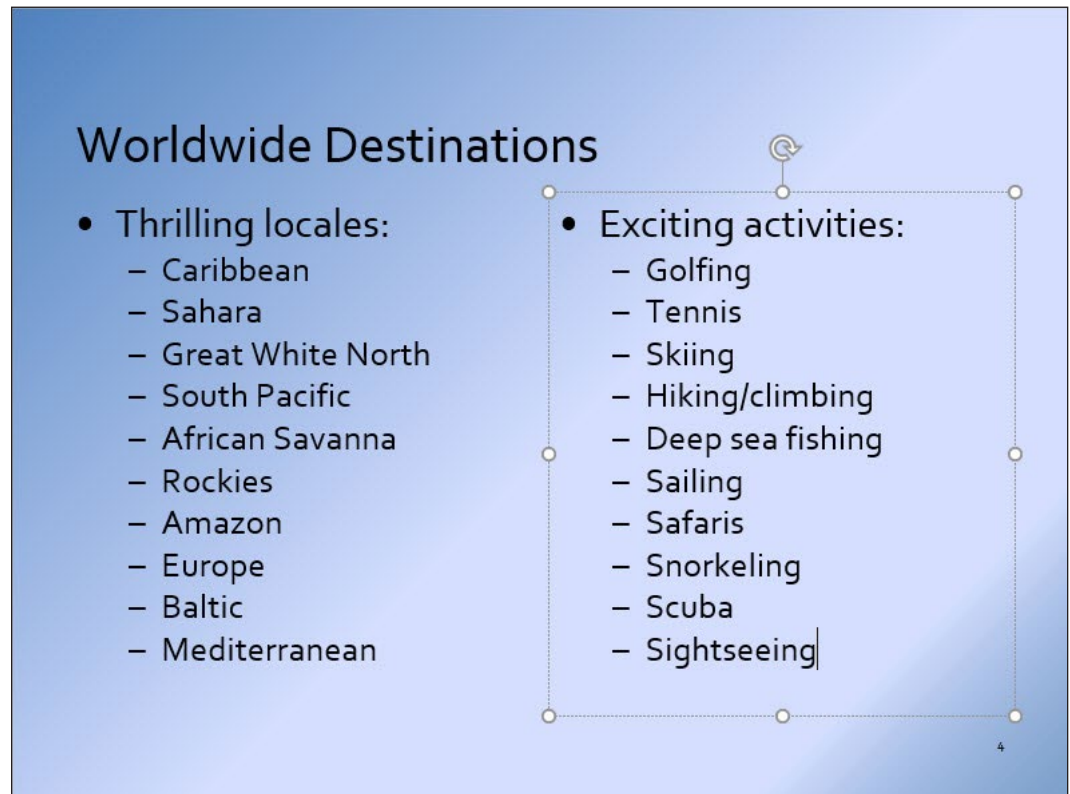 Worldwide Destinations
• Thrilling locales:
– Caribbean
– Sahara
– Great White North
– South Pacific
– African Savanna
– Rockies
– Amazon
– Europe
– Baltic
– Mediterranean
• Exciting activities:
– Golfing
– Tennis
– Skiing
– Hiking/climbing
– Deep sea fishing
– Sailing
– Safaris
– Snorkeling
– Scuba
– Sightseeing
4